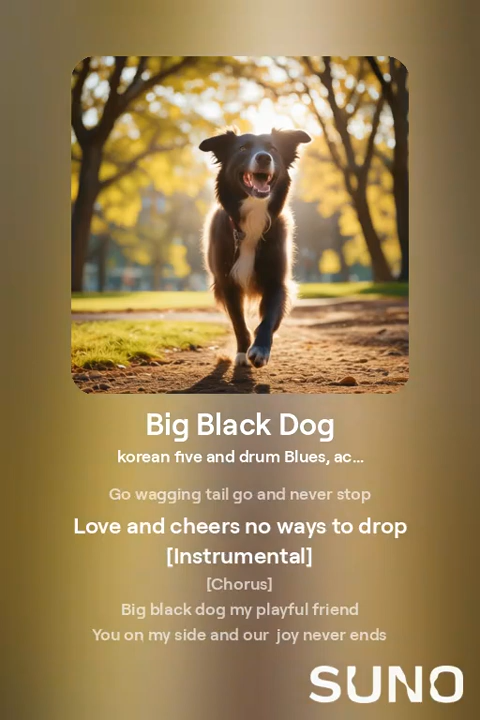 Big Black Dog
korean five and drum Blues, ac...
Go wagging tail go and never stop
Love and cheers no ways to drop
[Instrumental]
[Chorus]
Big black dog my playful friend
You on my side and our joy never ends
SUNO